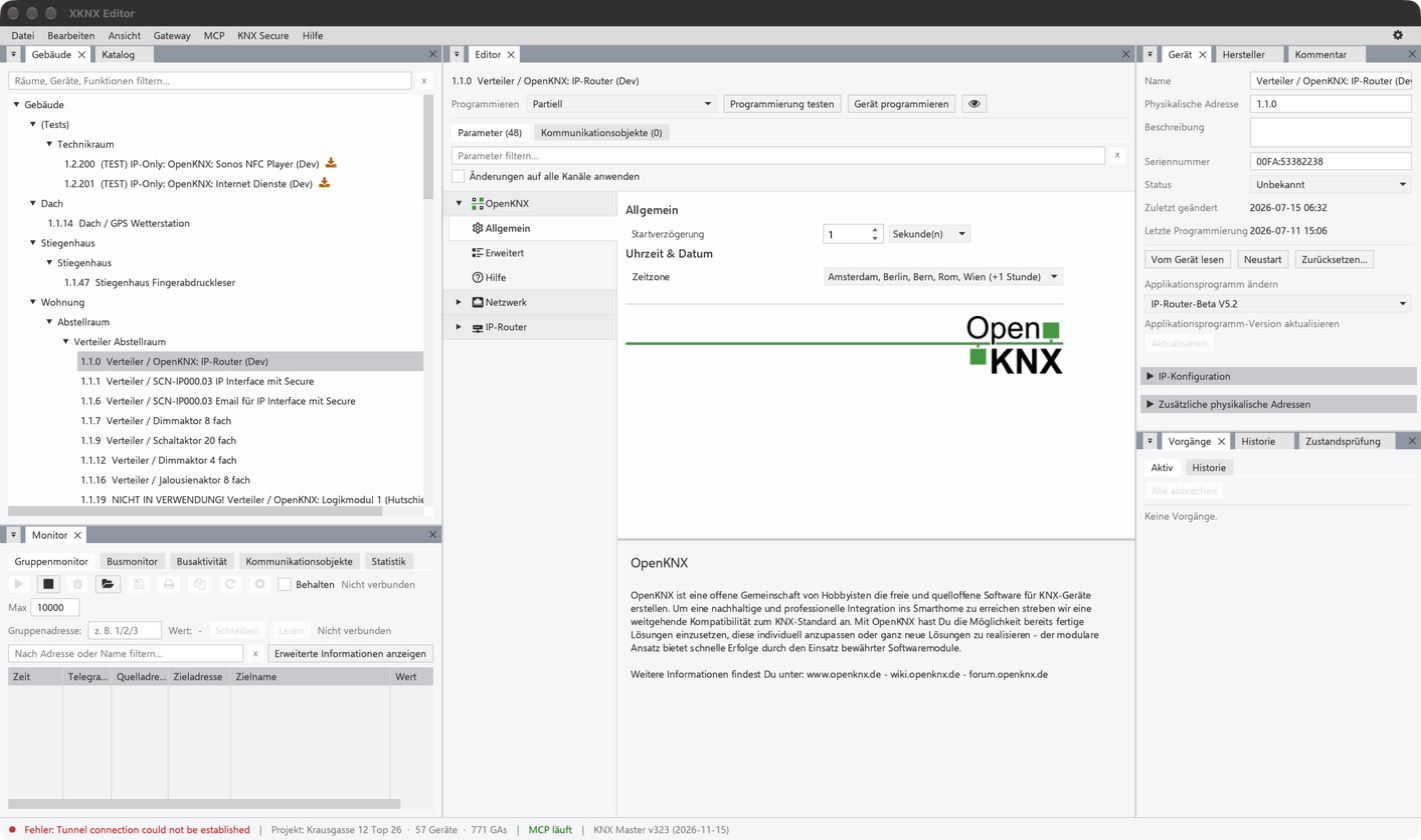 XKNX Editor
Datei Bearbeiten Ansicht Gateway MCP KNX Secure Hilfe
Gebäude Katalog
Räume, Geräte, Funktionen filtern... x
Gebäude
(Tests)
Technikraum
1.2.200 (TEST) IP-Only: OpenKNX: Sonos NFC Player (Dev)
1.2.201 (TEST) IP-Only: OpenKNX: Internet Dienste (Dev)
Dach
1.1.14 Dach / GPS Wetterstation
Stiegenhaus
Stiegenhaus
1.1.47 Stiegenhaus Fingerabdruckleser
Wohnung
Abstellraum
Verteiler Abstellraum
1.1.0 Verteiler / OpenKNX: IP-Router (Dev)
1.1.1 Verteiler / SCN-IP000.03 IP Interface mit Secure
1.1.6 Verteiler / SCN-IP000.03 Email für IP Interface mit Secure
1.1.7 Verteiler / Dimmaktor 8 fach
1.1.9 Verteiler / Schaltaktor 20 fach
1.1.12 Verteiler / Dimmaktor 4 fach
1.1.16 Verteiler / Jalousienaktor 8 fach
1.1.19 NICHT IN VERWENDUNG! Verteiler / OpenKNX: Logikmodul 1 (Hutschie
Monitor
Gruppenmonitor Busmonitor Busaktivität Kommunikationsobjekte Statistik
Behalten Nicht verbunden
Max 10000
Gruppenadresse: z. B. 1/2/3 Wert: - Schreiben Lesen Nicht verbunden
Nach Adresse oder Name filtern... x Erweiterte Informationen anzeigen
Zeit Telegra... Quelladre... Zieladresse Zielname Wert
Editor
1.1.0 Verteiler / OpenKNX: IP-Router (Dev)
Programmieren Partiell Programmierung testen Gerät programmieren
Parameter (48) Kommunikationsobjekte (0)
Parameter filtern... x
Änderungen auf alle Kanäle anwenden
OpenKNX
Allgemein
Erweitert
Hilfe
Netzwerk
IP-Router
Allgemein
Startverzögerung 1 Sekunde(n)
Uhrzeit & Datum
Zeitzone Amsterdam, Berlin, Bern, Rom, Wien (+1 Stunde)
Open
KNX
OpenKNX
OpenKNX ist eine offene Gemeinschaft von Hobbyisten die freie und quelloffene Software für KNX-Geräte
erstellen. Um eine nachhaltige und professionelle Integration ins Smarthome zu erreichen streben wir eine
weitgehende Kompatibilität zum KNX-Standard an. Mit OpenKNX hast Du die Möglichkeit bereits fertige
Lösungen einzusetzen, diese individuell anzupassen oder ganz neue Lösungen zu realisieren - der modulare
Ansatz bietet schnelle Erfolge durch den Einsatz bewährter Softwaremodule.
Weitere Informationen findest Du unter: www.openknx.de - wiki.openknx.de - forum.openknx.de
Gerät Hersteller Kommentar
Name Verteiler / OpenKNX: IP-Router (Dev
Physikalische Adresse 1.1.0
Beschreibung
Seriennummer 00FA:53382238
Status Unbekannt
Zuletzt geändert 2026-07-15 06:32
Letzte Programmierung 2026-07-11 15:06
Vom Gerät lesen Neustart Zurücksetzen...
Applikationsprogramm ändern
IP-Router-Beta V5.2
Applikationsprogramm-Version aktualisieren
Aktualisieren
IP-Konfiguration
Zusätzliche physikalische Adressen
Vorgänge Historie Zustandsprüfung
Aktiv Historie
Alle abbrechen
Keine Vorgänge.
Fehler: Tunnel connection could not be established | Projekt: Krausgasse 12 Top 26 · 57 Geräte · 771 GAs | MCP läuft | KNX Master v323 (2026-11-15)